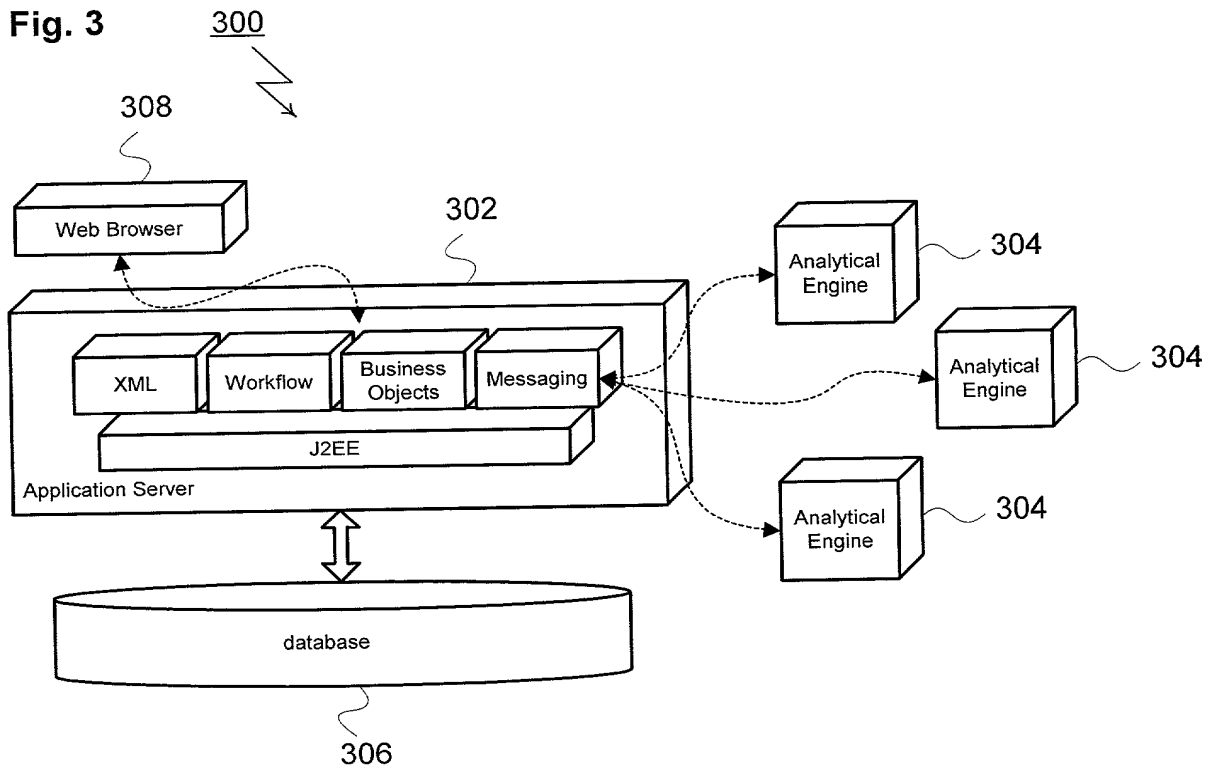 Fig. 3
300
308
Web Browser
302
Analytical
Engine
304
Analytical
Engine
304
XML
Workflow
Business
Objects
Messaging
J2EE
Application Server
Analytical
Engine
304
database
306